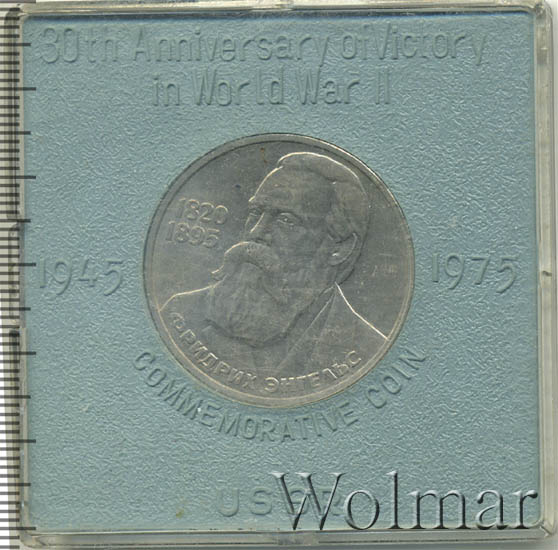 30th Anniversary of Victory
in World War II
1820
1895
1945
1975
ФРИДРИХ ЭНГЕЛЬС
COMMEMORATIVE COIN
USSR
Wolmar